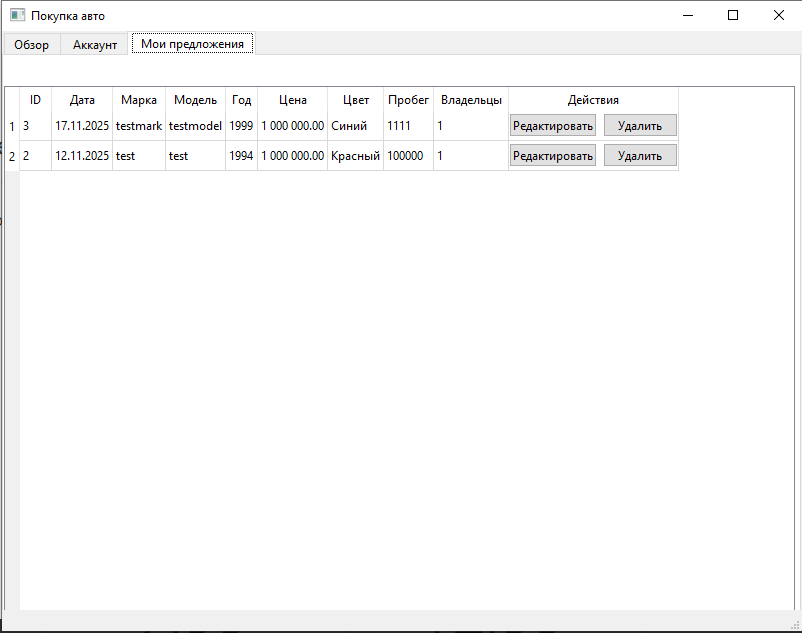 Покупка авто
Обзор Аккаунт Мои предложения
ID Дата Марка Модель Год Цена Цвет Пробег Владельцы Действия
1 3 17.11.2025 testmark testmodel 1999 1 000 000.00 Синий 1111 1 Редактировать Удалить
2 2 12.11.2025 test test 1994 1 000 000.00 Красный 100000 1 Редактировать Удалить